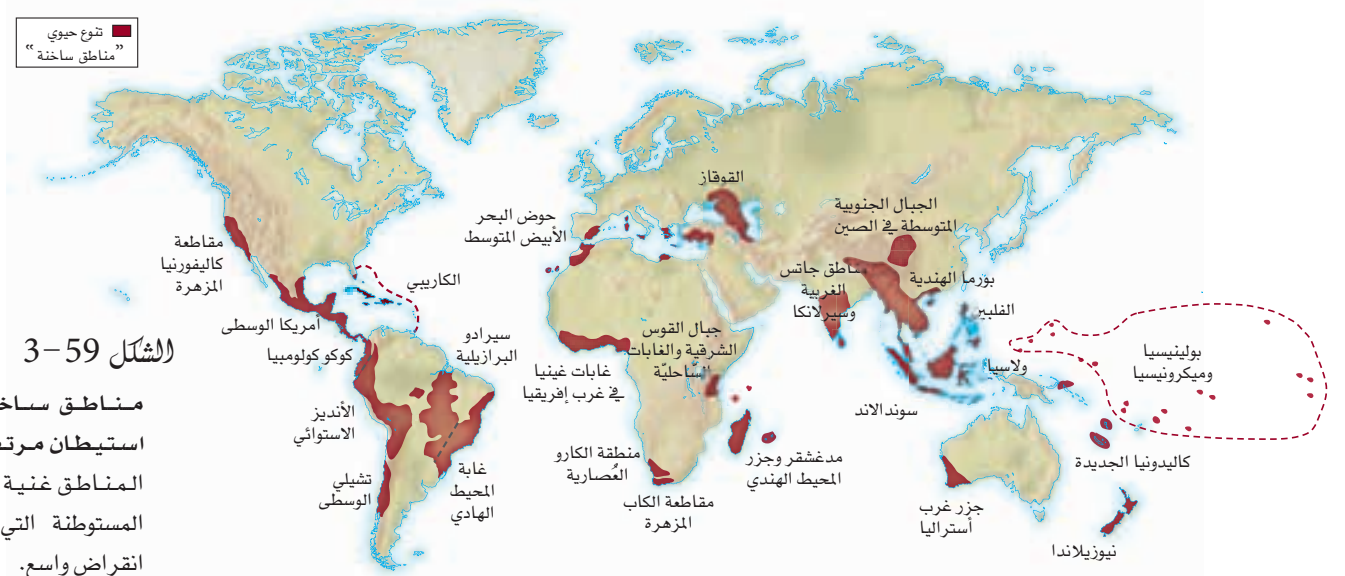 تنوع حيوي
"مناطق ساخنة"
القوقاز
الجبال الجنوبية
المتوسطة في الصين
حوض البحر
الأبيض المتوسط
مقاطعة
كاليفورنيا
المزهرة
الكاريبي
مناطق جاتس
الغربية
وسيرلانكا
بورما الهندية
الفلبين
أمريكا الوسطى
سيرادو
البرازيلية
كوكو كولومبيا
جبال القوس
الشرقية والغابات
الساحليّة
غابات غينيا
في غرب إفريقيا
ولاسيا
بولينيسيا
وميكرونيسيا
الشكل 59–3
مناطق
استيطان
المناطق غنية
المستوطنة التي
انقراض واسع.
الأنديز
الاستوائي
سوندالاند
تشيلي
الوسطى
غابة
المحيط
الهادي
منطقة الكارو
العُصارية
مقاطعة الكاب
المزهرة
مدغشقر وجزر
المحيط الهندي
كاليدونيا الجديدة
جزر غرب
أستراليا
نيوزيلاندا